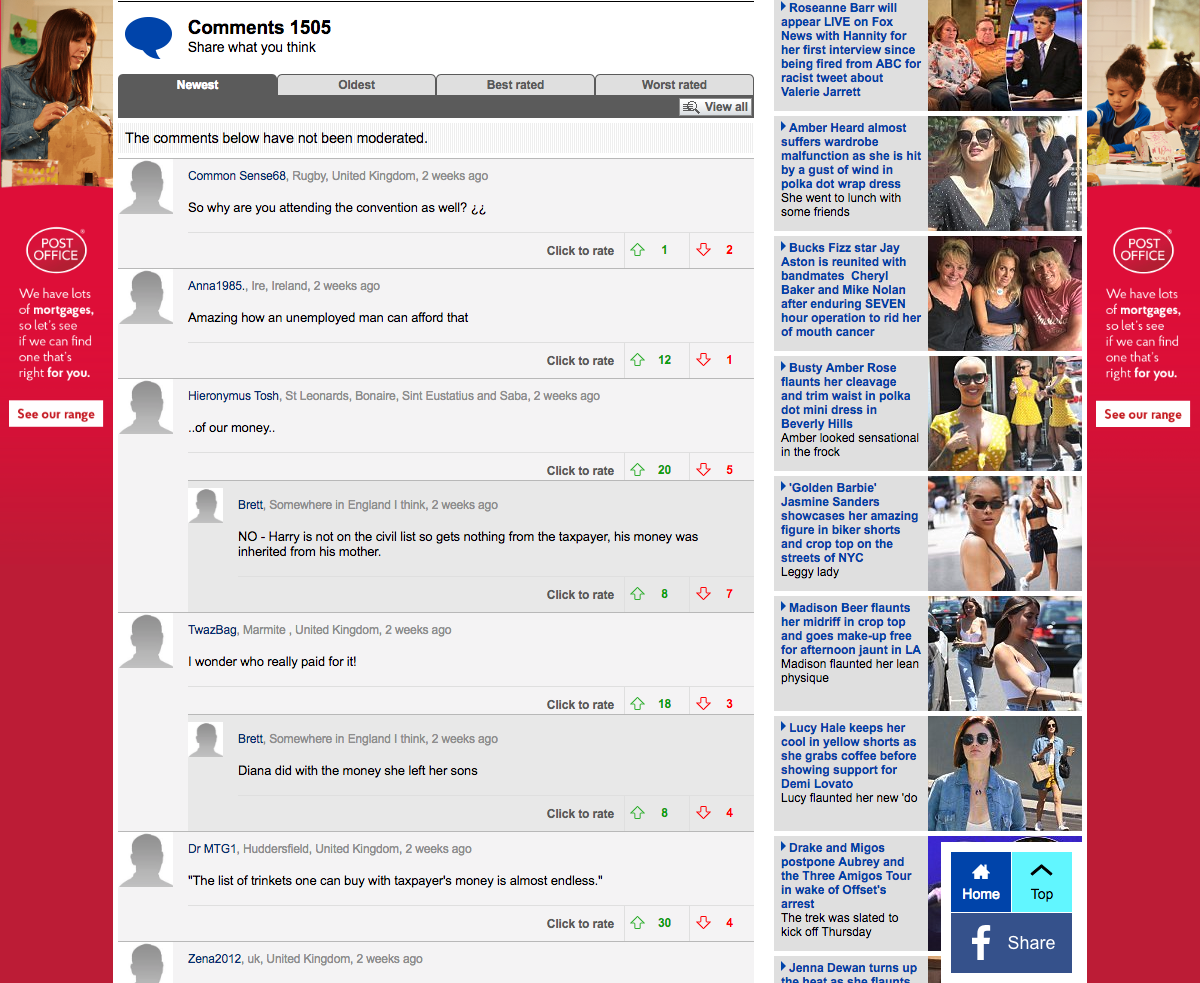 Comments 1505
Share what you think
Newest
Oldest
Best rated
Worst rated
View all
The comments below have not been moderated.
Common Sense68, Rugby, United Kingdom, 2 weeks ago
So why are you attending the convention as well? ¿¿
Click to rate 1 2
Anna1985., Ire, Ireland, 2 weeks ago
Amazing how an unemployed man can afford that
Click to rate 12 1
Hieronymus Tosh, St Leonards, Bonaire, Sint Eustatius and Saba, 2 weeks ago
..of our money..
Click to rate 20 5
Brett, Somewhere in England I think, 2 weeks ago
NO - Harry is not on the civil list so gets nothing from the taxpayer, his money was
inherited from his mother.
Click to rate 8 7
TwazBag, Marmite , United Kingdom, 2 weeks ago
I wonder who really paid for it!
Click to rate 18 3
Brett, Somewhere in England I think, 2 weeks ago
Diana did with the money she left her sons
Click to rate 8 4
Dr MTG1, Huddersfield, United Kingdom, 2 weeks ago
"The list of trinkets one can buy with taxpayer's money is almost endless."
Click to rate 30 4
Zena2012, uk, United Kingdom, 2 weeks ago
Roseanne Barr will
appear LIVE on Fox
News with Hannity for
her first interview since
being fired from ABC for
racist tweet about
Valerie Jarrett
Amber Heard almost
suffers wardrobe
malfunction as she is hit
by a gust of wind in
polka dot wrap dress
She went to lunch with
some friends
Bucks Fizz star Jay
Aston is reunited with
bandmates Cheryl
Baker and Mike Nolan
after enduring SEVEN
hour operation to rid her
of mouth cancer
Busty Amber Rose
flaunts her cleavage
and trim waist in polka
dot mini dress in
Beverly Hills
Amber looked sensational
in the frock
'Golden Barbie'
Jasmine Sanders
showcases her amazing
figure in biker shorts
and crop top on the
streets of NYC
Leggy lady
Madison Beer flaunts
her midriff in crop top
and goes make-up free
for afternoon jaunt in LA
Madison flaunted her lean
physique
Lucy Hale keeps her
cool in yellow shorts as
she grabs coffee before
showing support for
Demi Lovato
Lucy flaunted her new 'do
Drake and Migos
postpone Aubrey and
the Three Amigos Tour
in wake of Offset's
arrest
The trek was slated to
kick off Thursday
Jenna Dewan turns up
the heat as she flaunts
Home
Top
Share
POST
OFFICE
We have lots
of mortgages,
so let's see
if we can find
one that's
right for you.
See our range
POST
OFFICE
We have lots
of mortgages,
so let's see
if we can find
one that's
right for you.
See our range